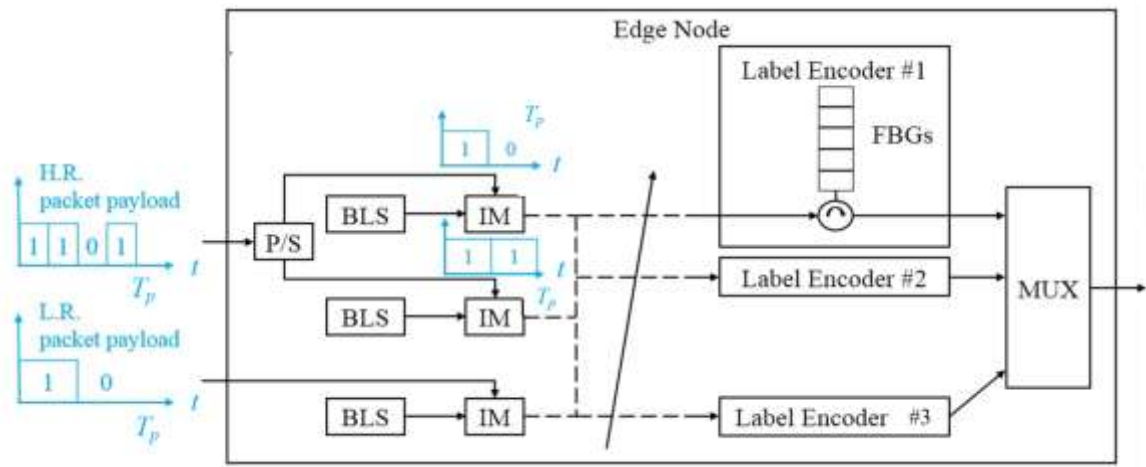 Edge Node
Label Encoder #1
FBGs
T_p
1 0
t
H.R.
packet payload
1 1 0 1
t
T_p
P/S
BLS
IM
1 1
t
T_p
Label Encoder #2
MUX
BLS
IM
L.R.
packet payload
1 0
t
T_p
BLS
IM
Label Encoder #3